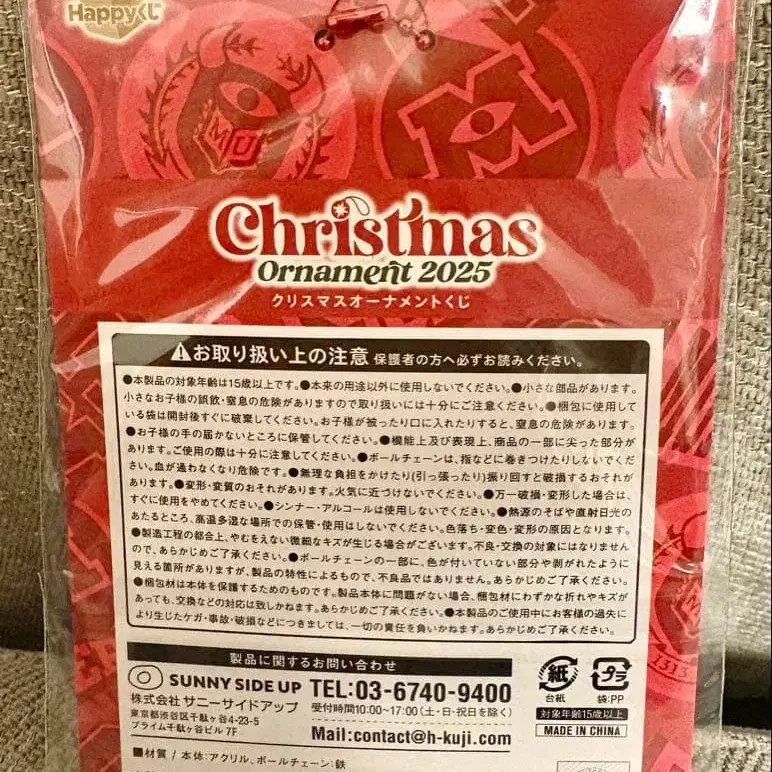 Happyくじ
MU
M
Christmas
Ornament 2025
クリスマスオーナメントくじ
⚠お取り扱い上の注意 保護者の方へ必ずお読みください。
●本製品の対象年齢は15歳以上です。●本来の用途以外に使用しないでください。●小さな部品があります。
小さなお子様の誤飲・窒息の危険がありますので取り扱いには十分にご注意ください。●梱包に使用して
いる袋は開封後すぐに破棄してください。お子様が被ったり口に入れたりすると、窒息の危険があります。
●お子様の手の届かないところに保管してください。●機能上及び表現上、商品の一部に尖った部分が
あります。ご使用の際は十分に注意してください。●ボールチェーンは、指などに巻きつけたりしないでくだ
さい。血が通わなくなり危険です。●無理な負担をかけたり(引っ張ったり)振り回すと破損するおそれが
あります。●変形・変質のおそれがあります。火気に近づけないでください。●万一破損・変形した場合は、
すぐに使用をやめてください。●シンナー・アルコールは使用しないでください。●熱源のそばや直射日光の
あたるところ、高温多湿な場所での保管・使用はしないでください。色落ち・変色・変形の原因となります。
●製造工程の都合上、やむをえない微細なキズが生じる場合がございます。不良・交換の対象にはなりません
ので、あらかじめご了承ください。●ボールチェーンの一部に、色が付いていない部分や剥がれたように
見える箇所がありますが、製品の特性によるもので、不良品ではありません。あらかじめご了承ください。
●梱包材は本体を保護するためのものです。製品本体に問題がない場合、梱包材にわずかな折れやキズが
あっても、交換などの対応は致しかねます。あらかじめご了承ください。●本製品のご使用中にお客様の過失に
より生じたケガ・事故・破損などにつきましては、一切の責任を負いかねます。あらかじめご了承ください。
製品に関するお問い合わせ
SUNNY SIDE UP
株式会社 サニーサイドアップ
東京都渋谷区千駄ヶ谷4-23-5
プライム千駄ヶ谷ビル 7F
TEL:03-6740-9400
受付時間10:00~17:00(土・日・祝日を除く)
Mail:contact@h-kuji.com
紙
台紙
プラ
袋:PP
対象年齢15歳以上
MADE IN CHINA
1313
■材質 / 本体:アクリル、ボールチェーン:鉄